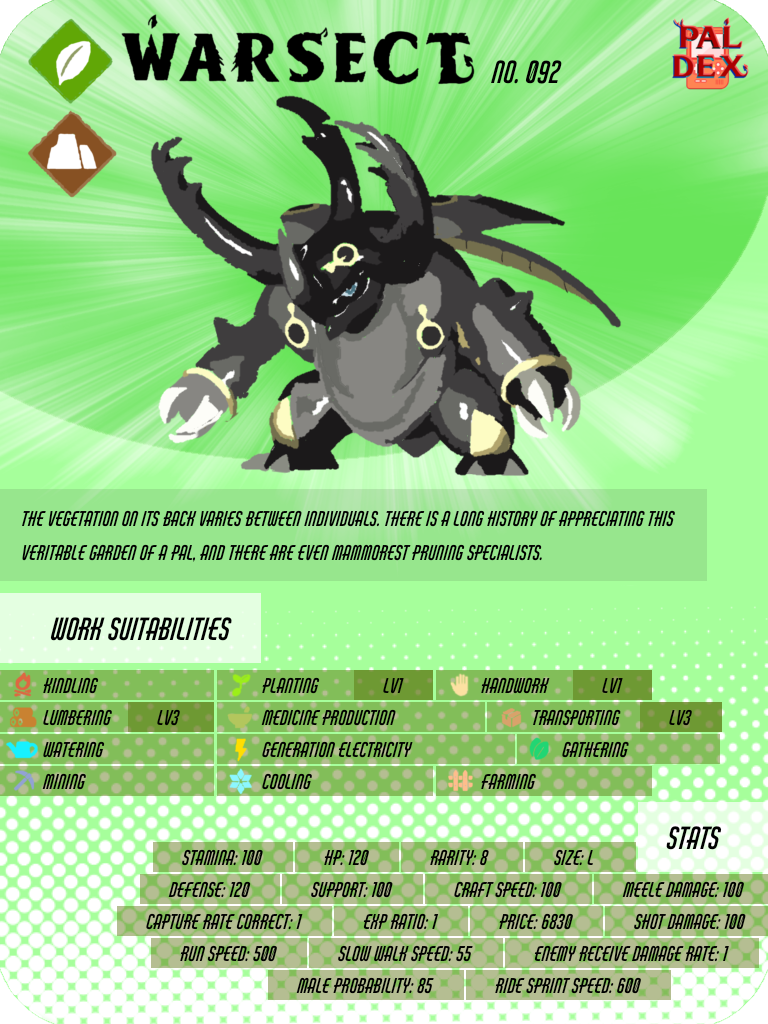 WARSECT NO. 092
PAL
DEX
THE VEGETATION ON ITS BACK VARIES BETWEEN INDIVIDUALS. THERE IS A LONG HISTORY OF APPRECIATING THIS
VERITABLE GARDEN OF A PAL, AND THERE ARE EVEN MAMMOREST PRUNING SPECIALISTS.
WORK SUITABILITIES
KINDLING PLANTING LV1 HANDWORK LV1
LUMBERING LV3 MEDICINE PRODUCTION TRANSPORTING LV3
WATERING GENERATION ELECTRICITY GATHERING
MINING COOLING FARMING
STATS
STAMINA: 100 HP: 120 RARITY: 8 SIZE: L
DEFENSE: 120 SUPPORT: 100 CRAFT SPEED: 100 MEELE DAMAGE: 100
CAPTURE RATE CORRECT: 1 EXP RATIO: 1 PRICE: 6830 SHOT DAMAGE: 100
RUN SPEED: 500 SLOW WALK SPEED: 55 ENEMY RECEIVE DAMAGE RATE: 1
MALE PROBABILITY: 85 RIDE SPRINT SPEED: 600